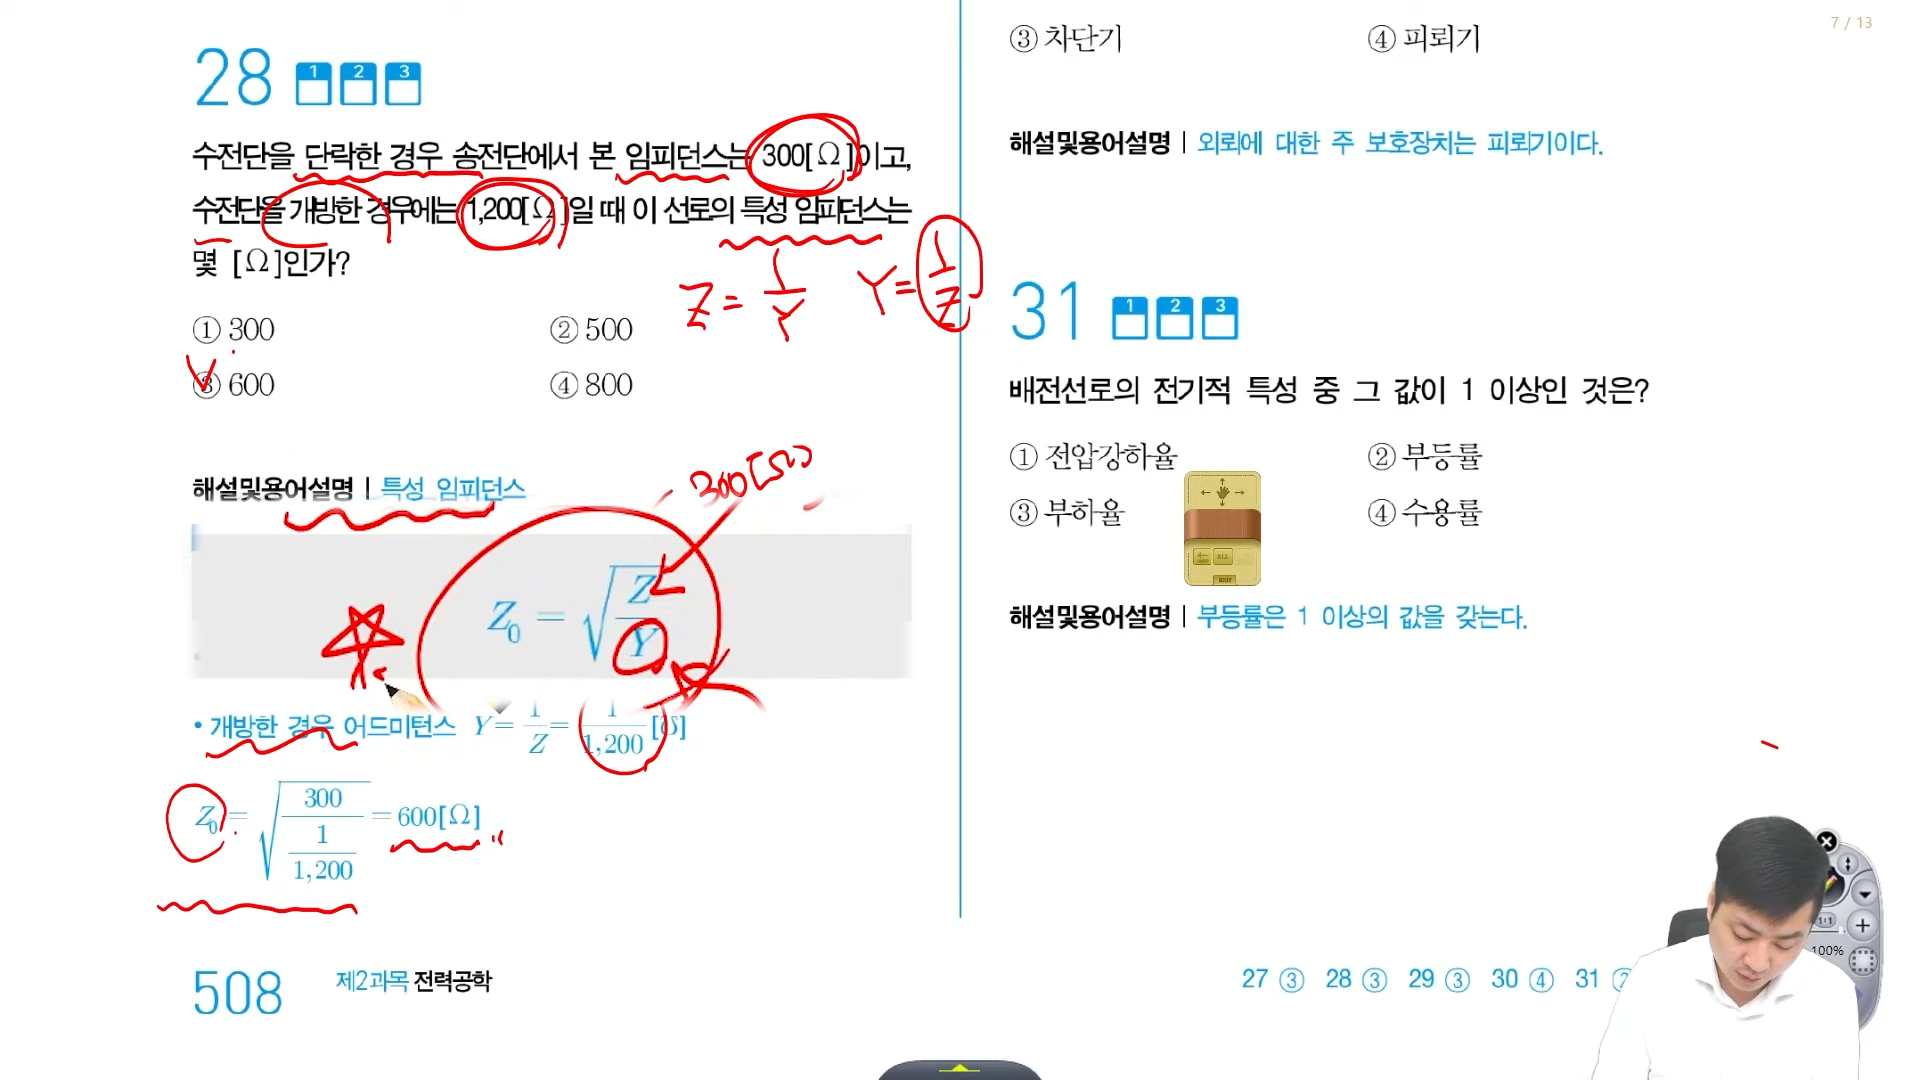 7 / 13
28 1 2 3
수전단을 단락한 경우 송전단에서 본 임피던스는 300[Ω]이고,
수전단을 개방한 경우에는 1,200[Ω]일 때 이 선로의 특성 임피던스는
몇 [Ω]인가?
Z = 1/Y Y = 1/Z
① 300 ② 500
③ 600 ④ 800
300[Ω]
해설및용어설명 | 특성 임피던스
Z₀ = √(Z/Y)
• 개방한 경우 어드미턴스 Y = 1/Z = 1/1,200 [℧]
Z₀ = √(300/(1/1,200)) = 600[Ω]
508 제2과목 전력공학
③ 차단기 ④ 피뢰기
해설및용어설명 | 외뢰에 대한 주 보호장치는 피뢰기이다.
31 1 2 3
배전선로의 전기적 특성 중 그 값이 1 이상인 것은?
① 전압강하율 ② 부등률
③ 부하율 ④ 수용률
ALL
해설및용어설명 | 부등률은 1 이상의 값을 갖는다.
1:1
100%
27 ③ 28 ③ 29 ③ 30 ④ 31